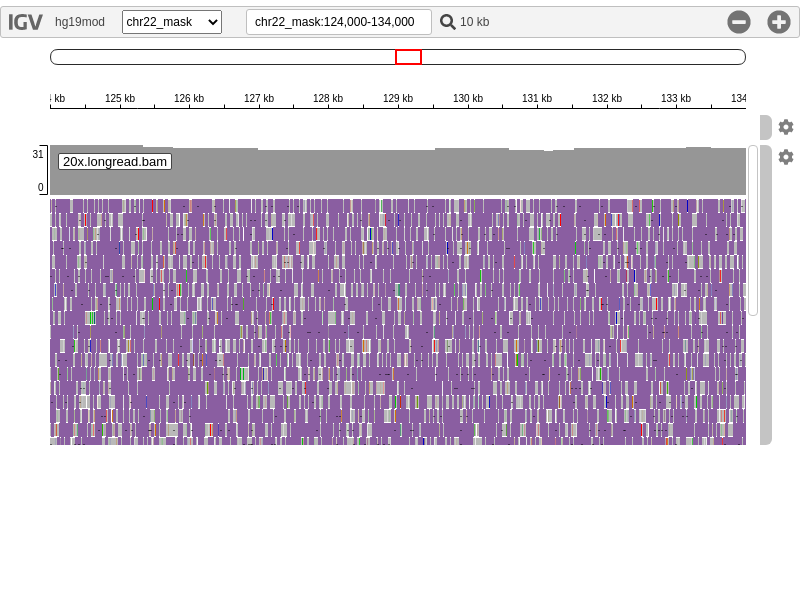 IGV hg19mod chr22_mask chr22_mask:124,000-134,000 10 kb
kb 125 kb 126 kb 127 kb 128 kb 129 kb 130 kb 131 kb 132 kb 133 kb 134
31
20x.longread.bam
0